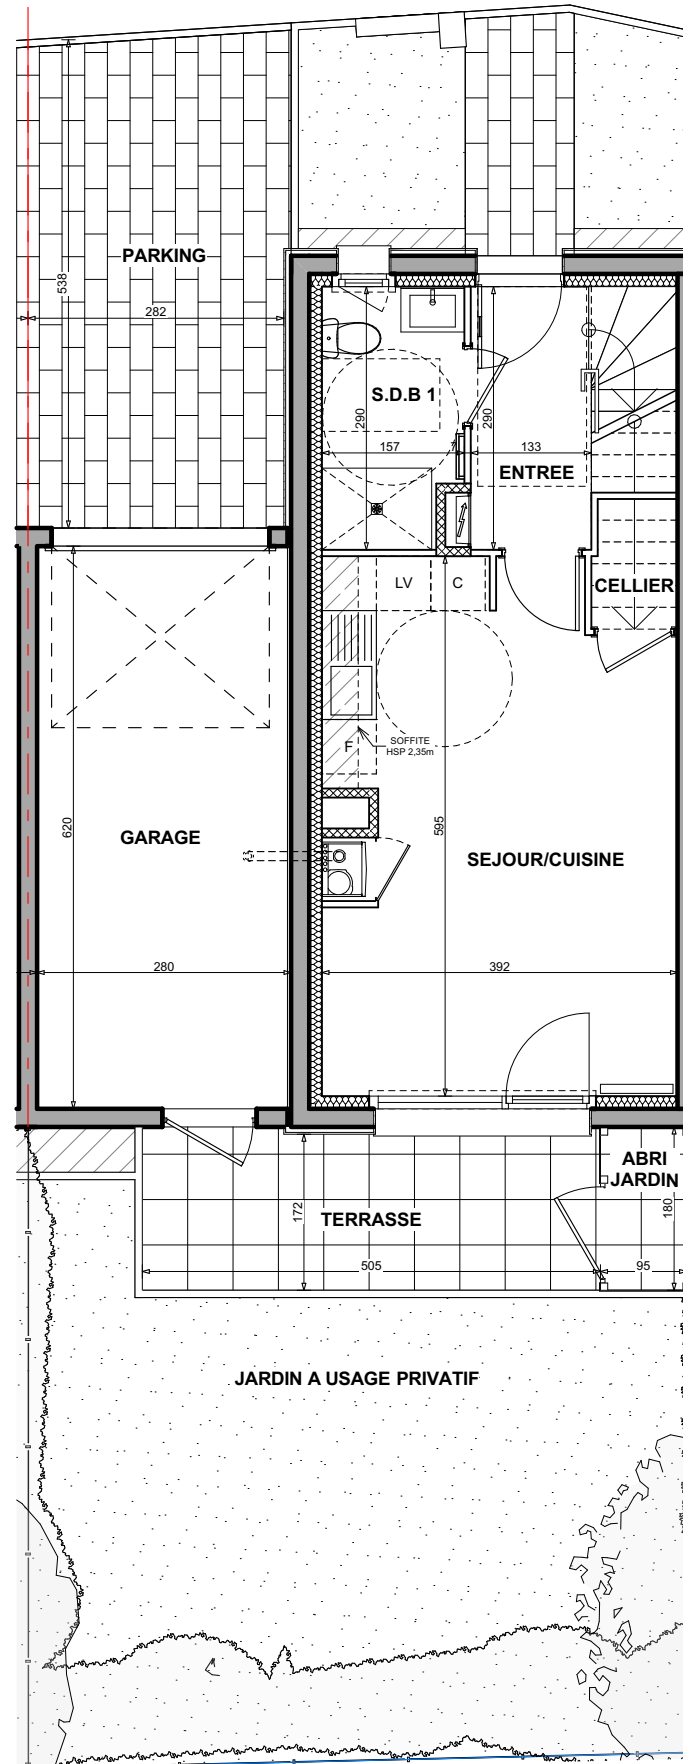 PARKING
538
282
S.D.B 1
290
290
157
133
ENTREE
LV
C
CELLIER
F
SOFFITE
HSP 2,35m
620
GARAGE
595
SEJOUR/CUISINE
280
392
ABRI
JARDIN
172
TERRASSE
180
505
95
JARDIN A USAGE PRIVATIF